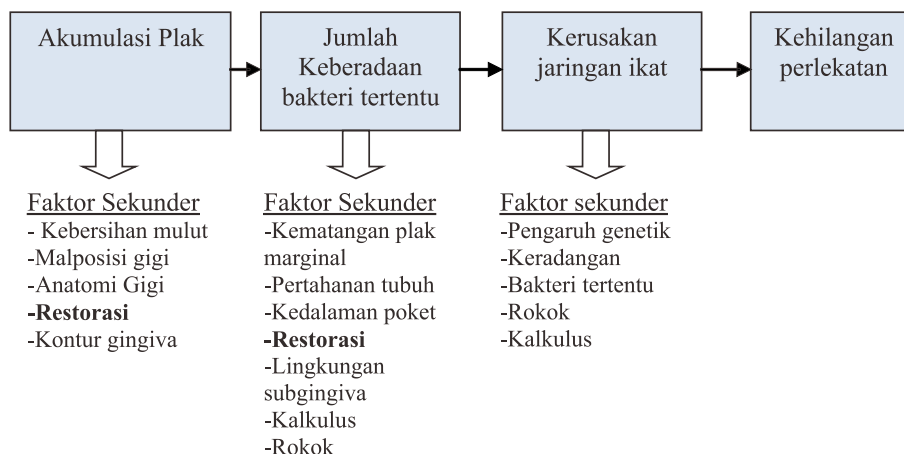 Akumulasi Plak
Jumlah
Keberadaan
bakteri tertentu
Kerusakan
jaringan ikat
Kehilangan
perlekatan
Faktor Sekunder
- Kebersihan mulut
-Malposisi gigi
-Anatomi Gigi
-Restorasi
-Kontur gingiva
Faktor Sekunder
-Kematangan plak
marginal
-Pertahanan tubuh
-Kedalaman poket
-Restorasi
-Lingkungan
subgingiva
-Kalkulus
-Rokok
Faktor sekunder
-Pengaruh genetik
-Keradangan
-Bakteri tertentu
-Rokok
-Kalkulus